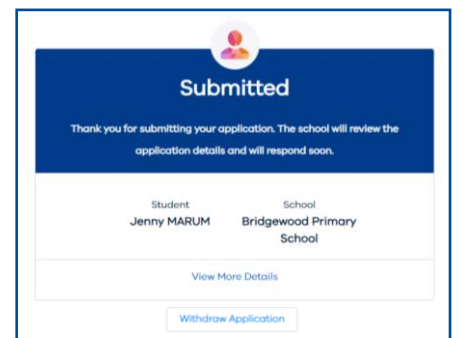 Submitted
Thank you for submitting your application. The school will review the
application details and will respond soon.
Student
School
Jenny MARUM
Bridgewood Primary
School
View More Details
Withdraw Application